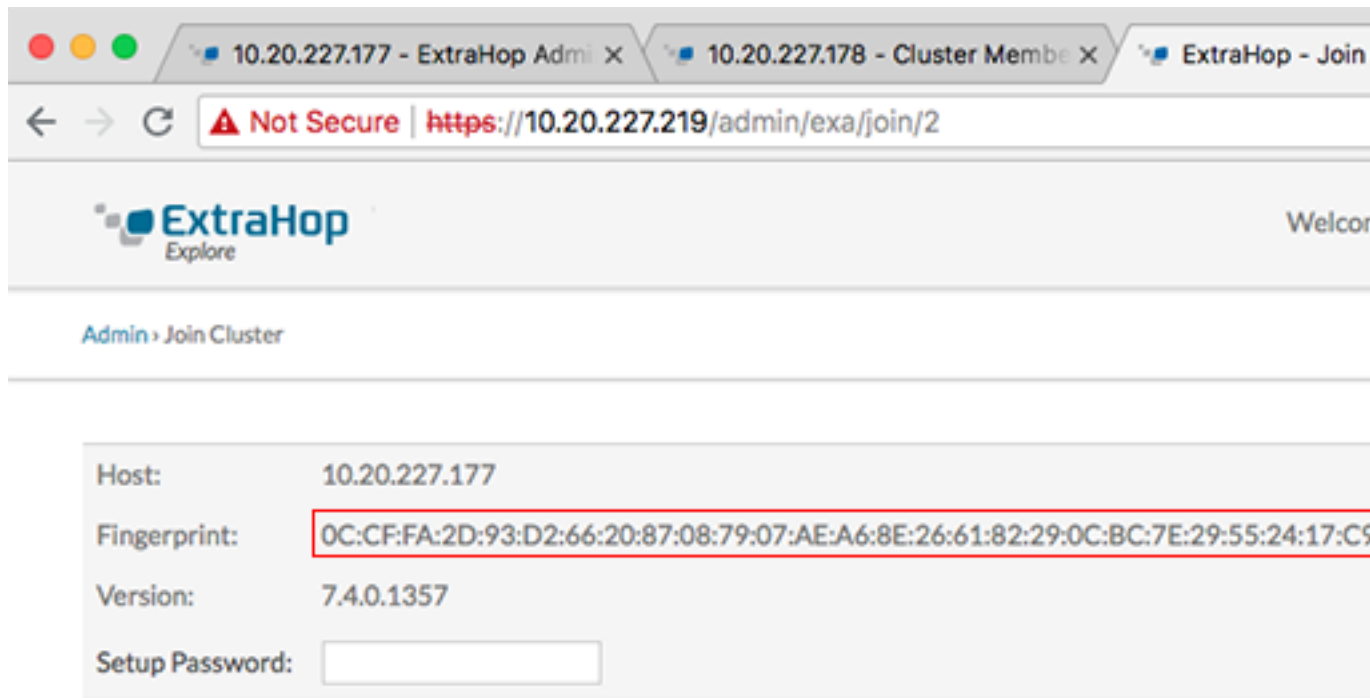 10.20.227.177 - ExtraHop Admi
10.20.227.178 - Cluster Membe
ExtraHop - Join
Not Secure | https://10.20.227.219/admin/exa/join/2
ExtraHop
Explore
Welcom
Admin › Join Cluster
Host: 10.20.227.177
Fingerprint: 0C:CF:FA:2D:93:D2:66:20:87:08:79:07:AE:A6:8E:26:61:82:29:0C:BC:7E:29:55:24:17:C9
Version: 7.4.0.1357
Setup Password: